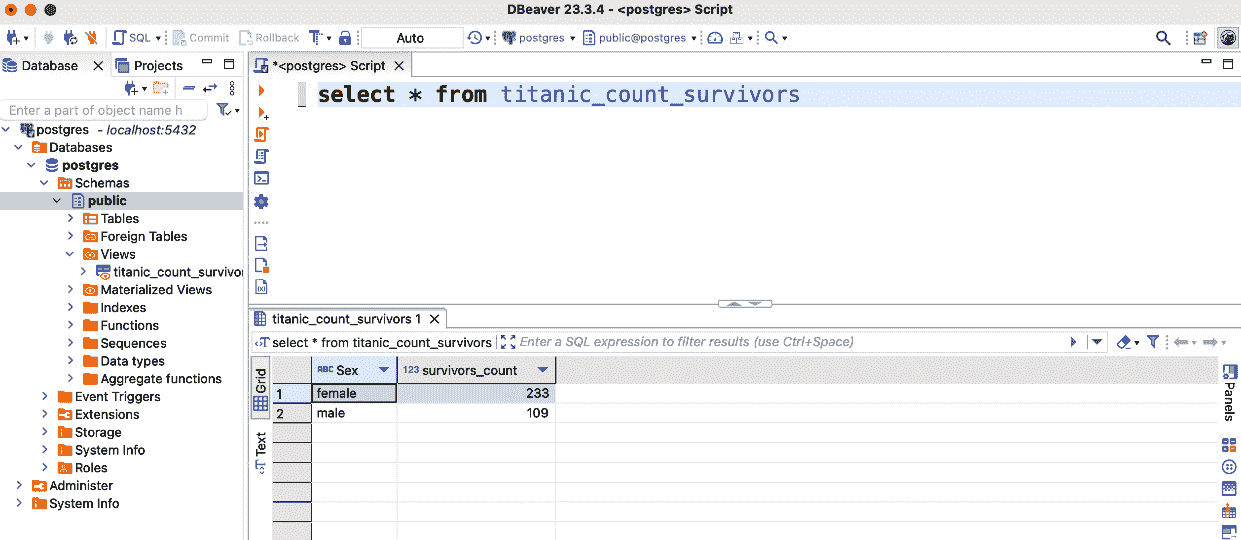 DBeaver 23.3.4 - <postgres> Script
SQL Commit Rollback T Auto postgres public@postgres
Database Projects *<postgres> Script
Enter a part of object name h
select * from titanic_count_survivors
postgres - localhost:5432
Databases
postgres
Schemas
public
Tables
Foreign Tables
Views
titanic_count_survivor
Materialized Views
Indexes
Functions
Sequences
Data types
Aggregate functions
Event Triggers
Extensions
Storage
System Info
Roles
Administer
System Info
titanic_count_survivors 1
select * from titanic_count_survivors Enter a SQL expression to filter results (use Ctrl+Space)
Grid
Text
ABC Sex 123 survivors_count
1 female 233
2 male 109
Panels